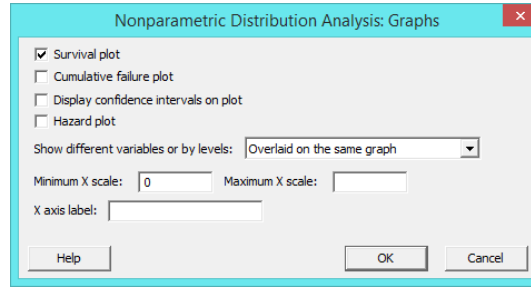 Nonparametric Distribution Analysis: Graphs
Survival plot
Cumulative failure plot
Display confidence intervals on plot
Hazard plot
Show different variables or by levels: Overlaid on the same graph
Minimum X scale: 0 Maximum X scale:
X axis label:
Help OK Cancel